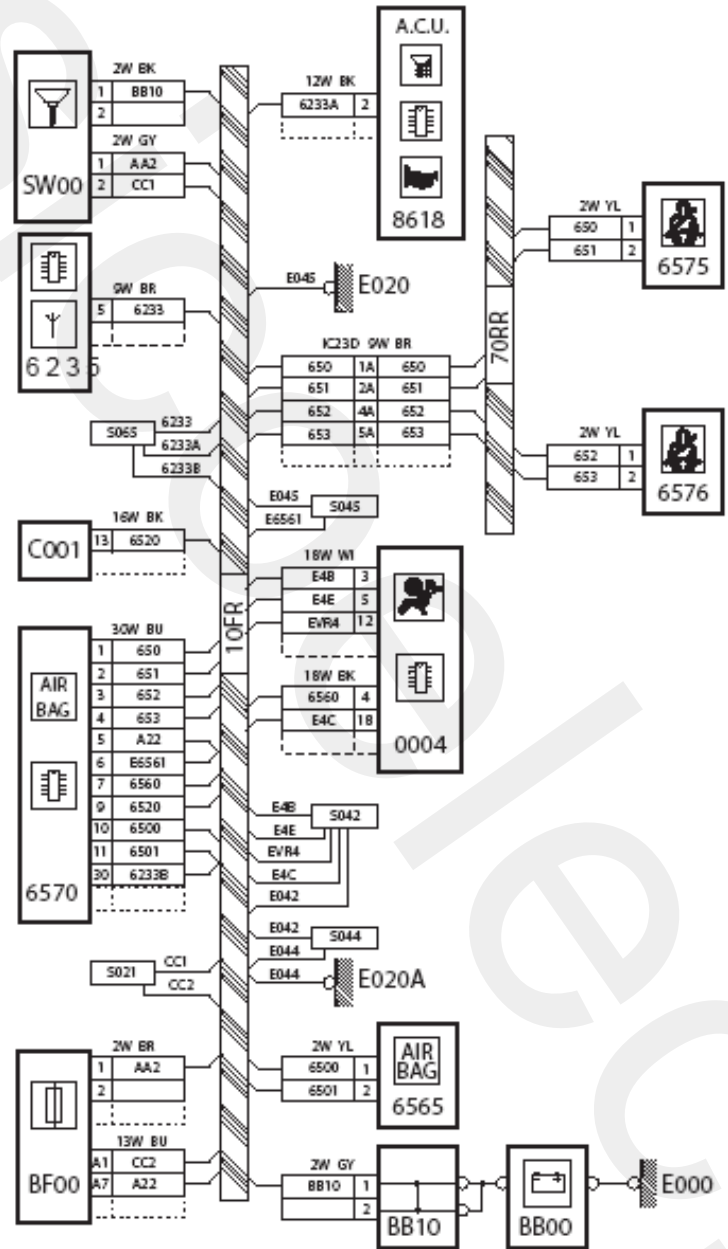 A.C.U.
2W BK
1 BB10
2
2W GY
1 AA2
2 CC1
SW00
12W BK
6233A 2
8618
2W YL
650 1
651 2
6575
9W BR
5 6233
6235
E045
E020
70RR
KC23D 9W BR
650 1A 650
651 2A 651
652 4A 652
653 5A 653
2W YL
652 1
653 2
6576
S065
6233
6233A
6233B
E045
E6561
S045
16W BK
13 6520
C001
10FR
18W WI
E4B 3
E4E 5
EVR4 12
18W BK
6560 4
E4C 18
0004
30W BU
1 650
2 651
3 652
4 653
5 A22
6 E6561
7 6560
9 6520
10 6500
11 6501
30 6233B
AIR
BAG
6570
E4B
E4E
EVR4
E4C
E042
S042
E042
E044
S044
E044
E020A
S021
CC1
CC2
2W BR
1 AA2
2
13W BU
A1 CC2
A7 A22
BF00
2W YL
6500 1
6501 2
AIR
BAG
6565
2W GY
BB10 1
2
BB10
BB00
E000